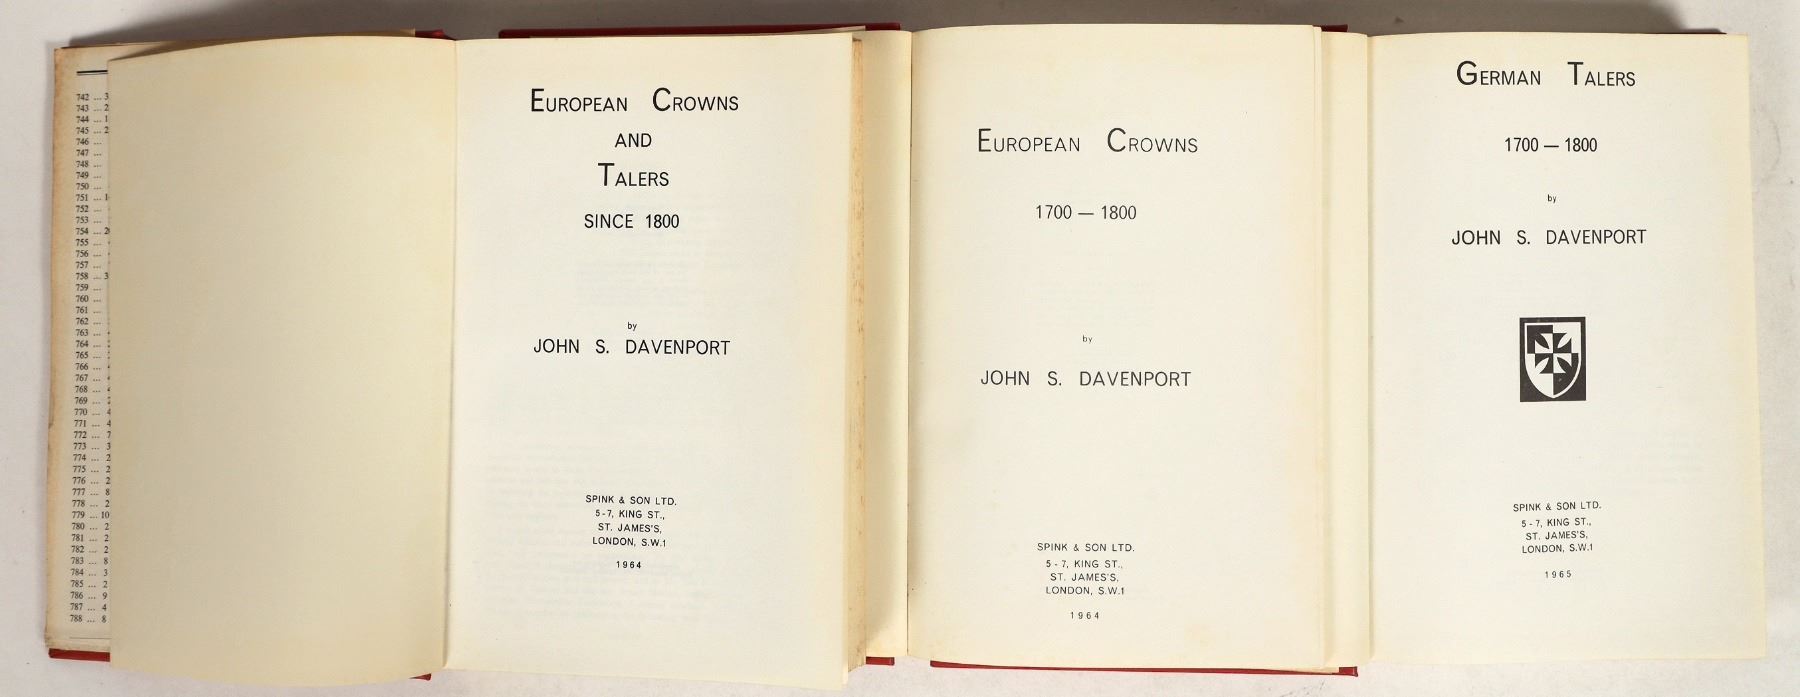 742 ... 3
743 ... 2
744 ... 1
745 ... 2
746 ...
747 ...
748 ...
749 ...
750 ...
751 ... 1
752 ...
753 ...
754 ... 20
755 ...
756 ...
757 ...
758 ... 3
759 ...
760 ...
761 ...
762 ...
763 ...
764 ...
765 ...
766 ...
767 ...
768 ...
769 ... 2
770 ... 4
771 ... 4
772 ... 7
773 ... 3
774 ... 2
775 ... 2
776 ... 2
777 ... 8
778 ... 2
779 ... 10
780 ... 2
781 ... 2
782 ... 2
783 ... 8
784 ... 3
785 ... 2
786 ... 9
787 ... 4
788 ... 8
EUROPEAN CROWNS
AND
TALERS
SINCE 1800
by
JOHN S. DAVENPORT
SPINK & SON LTD.
5-7, KING ST.,
ST. JAMES'S,
LONDON, S.W.1
1964
EUROPEAN CROWNS
1700 — 1800
by
JOHN S. DAVENPORT
SPINK & SON LTD.
5-7, KING ST.,
ST. JAMES'S,
LONDON, S.W.1
1964
GERMAN TALERS
1700 — 1800
by
JOHN S. DAVENPORT
SPINK & SON LTD.
5-7, KING ST.,
ST. JAMES'S,
LONDON, S.W.1
1965